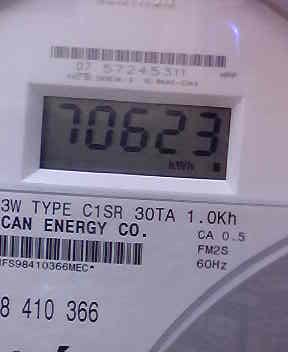 07 57245311
70623
kWh
3W TYPE C1SR 30TA 1.0Kh
CAN ENERGY CO.
CA 0.5
FM2S
60Hz
FS98410366MEC*
8 410 366